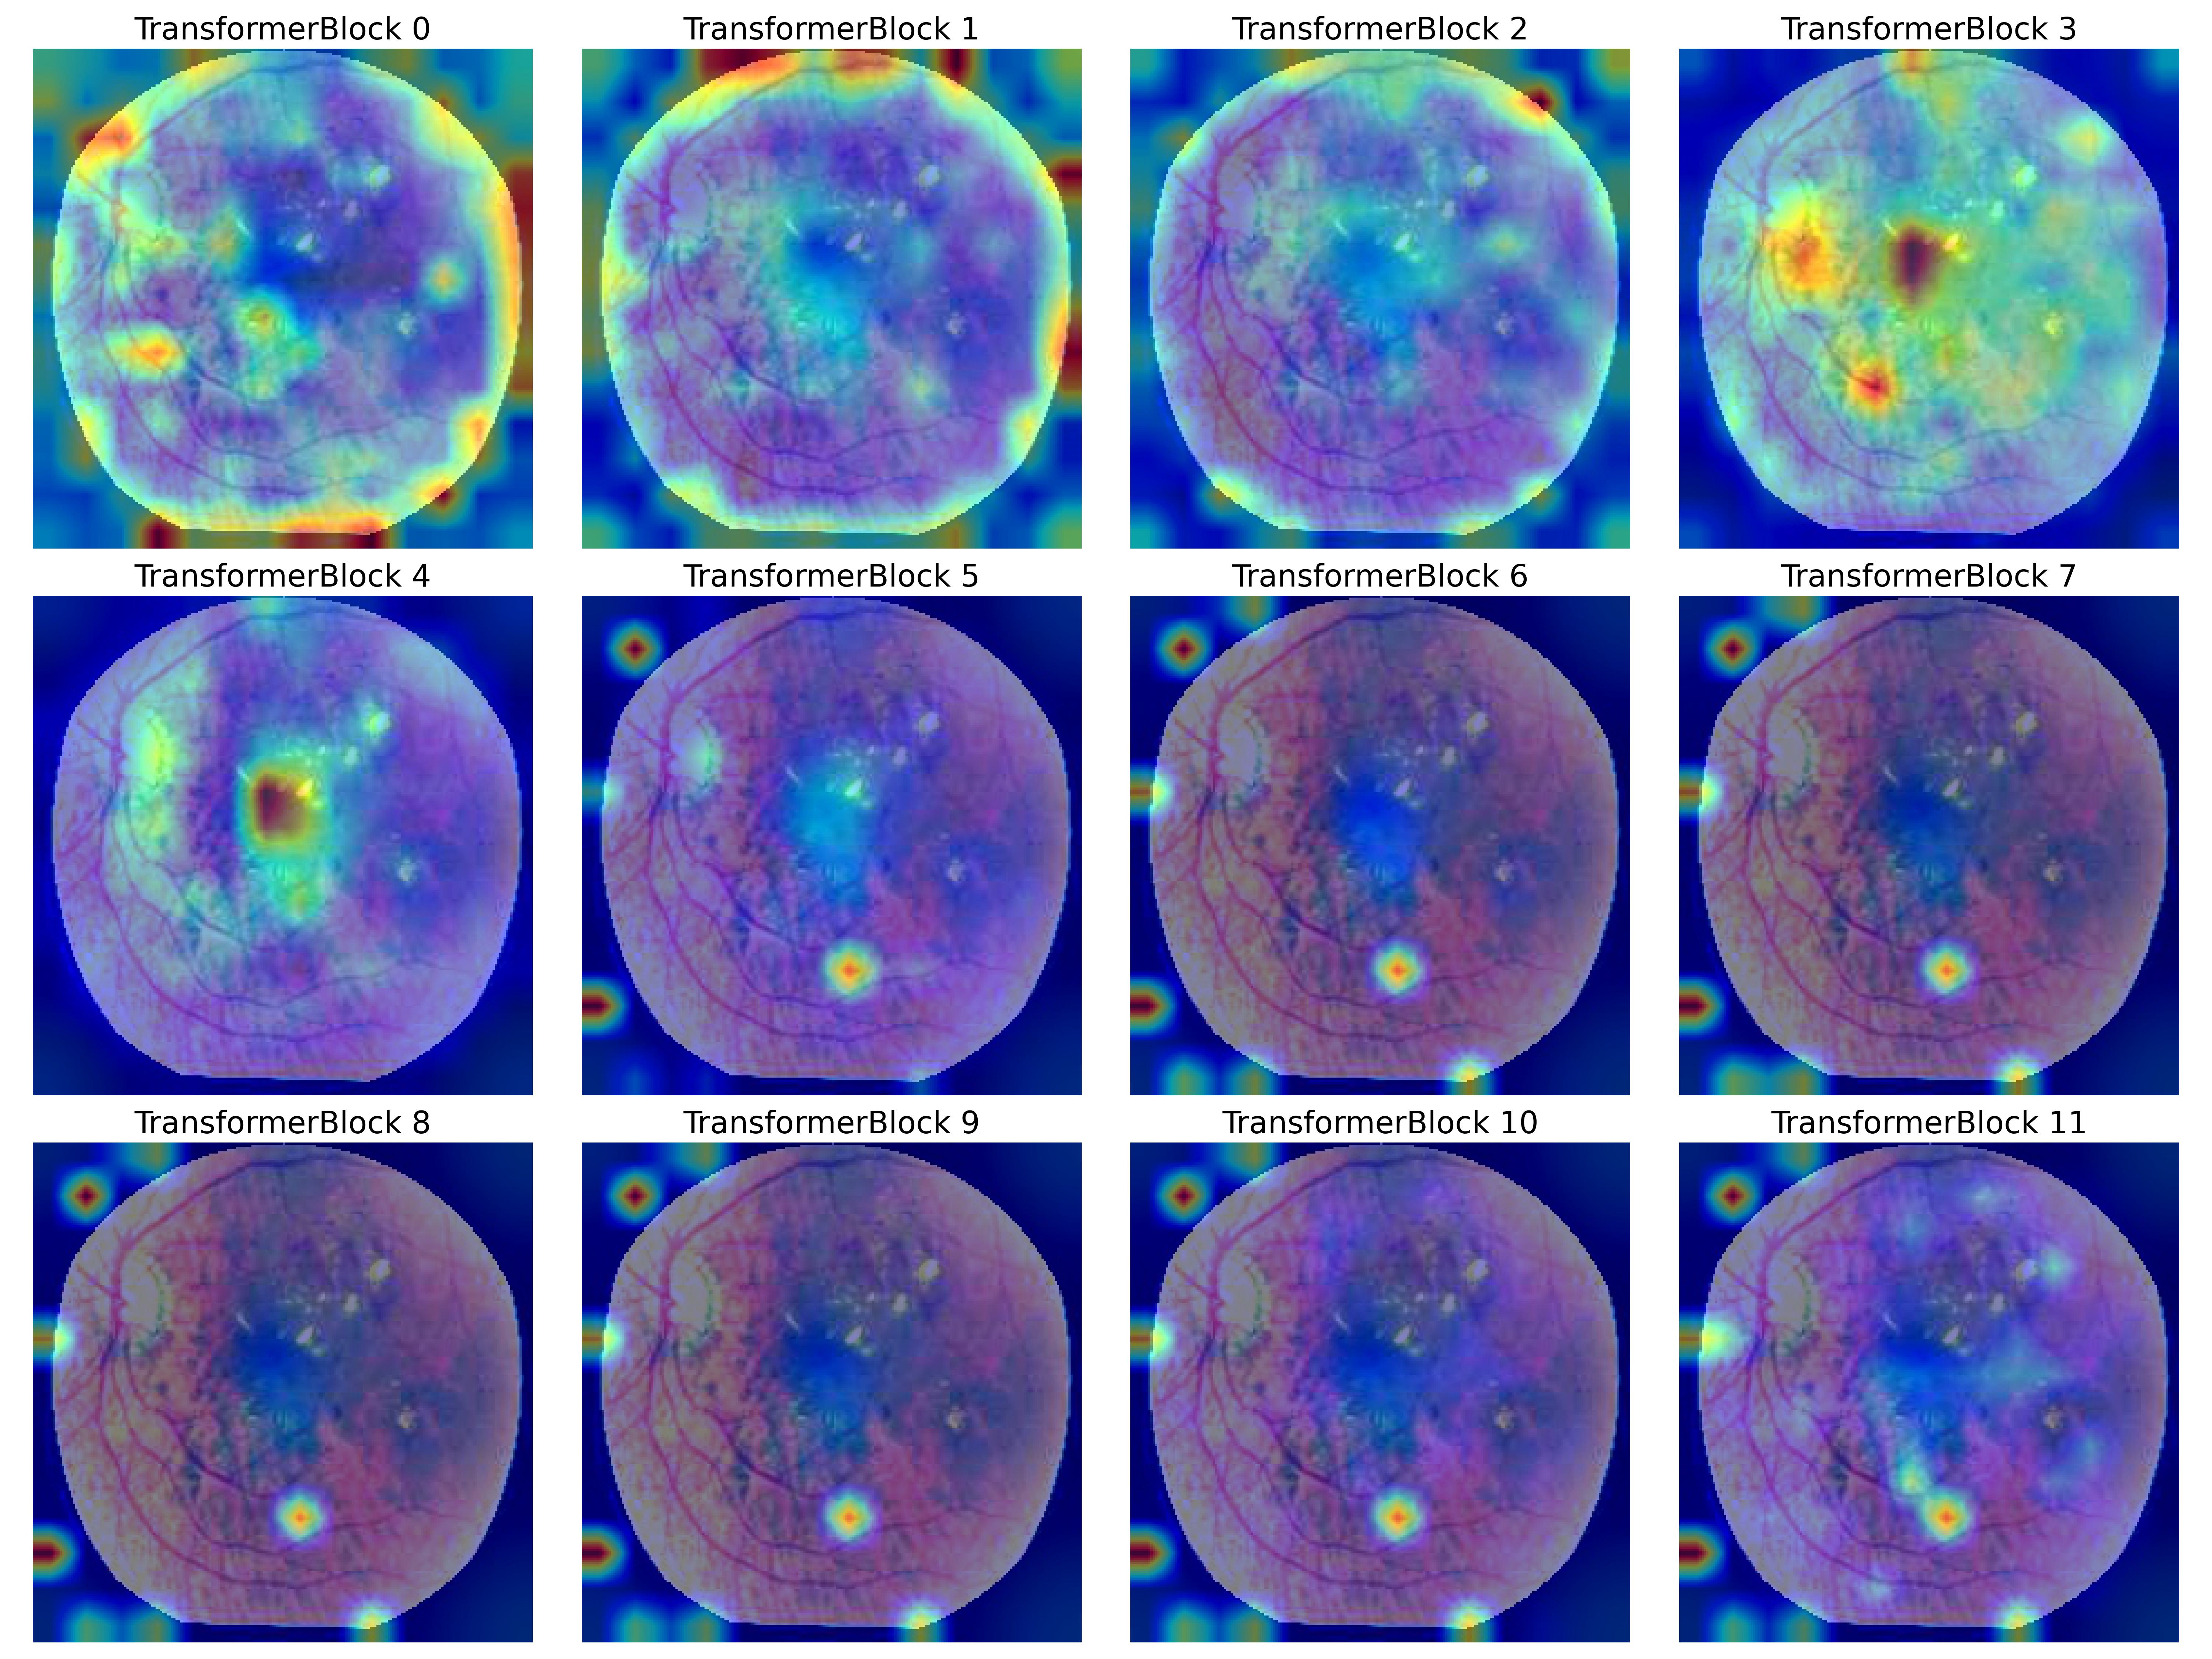 TransformerBlock 0
TransformerBlock 1
TransformerBlock 2
TransformerBlock 3
TransformerBlock 4
TransformerBlock 5
TransformerBlock 6
TransformerBlock 7
TransformerBlock 8
TransformerBlock 9
TransformerBlock 10
TransformerBlock 11